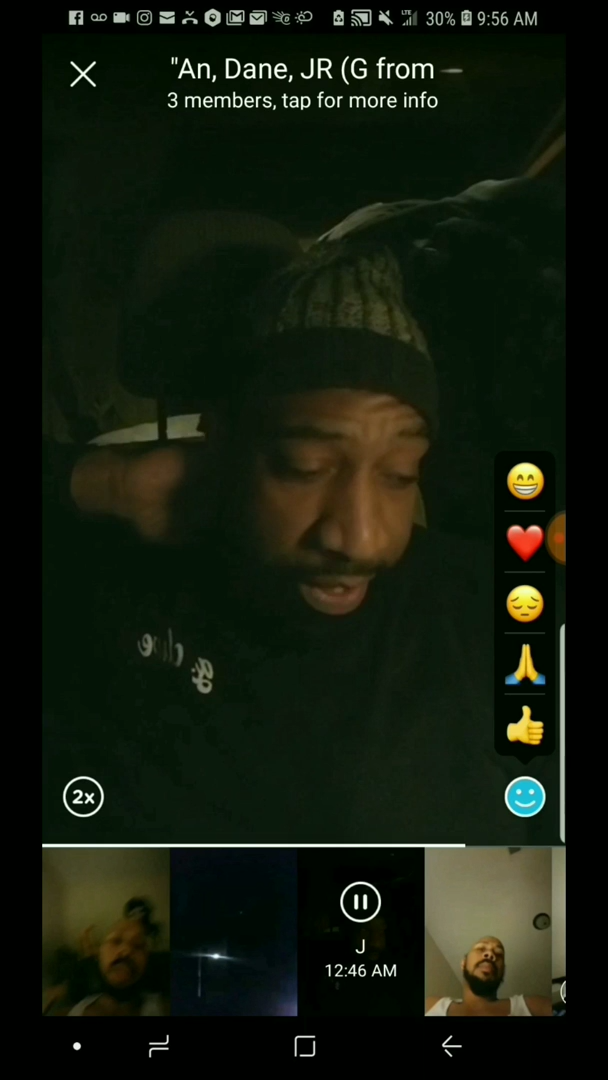 30% 9:56 AM
"An, Dane, JR (G from
3 members, tap for more info
2x
J
12:46 AM